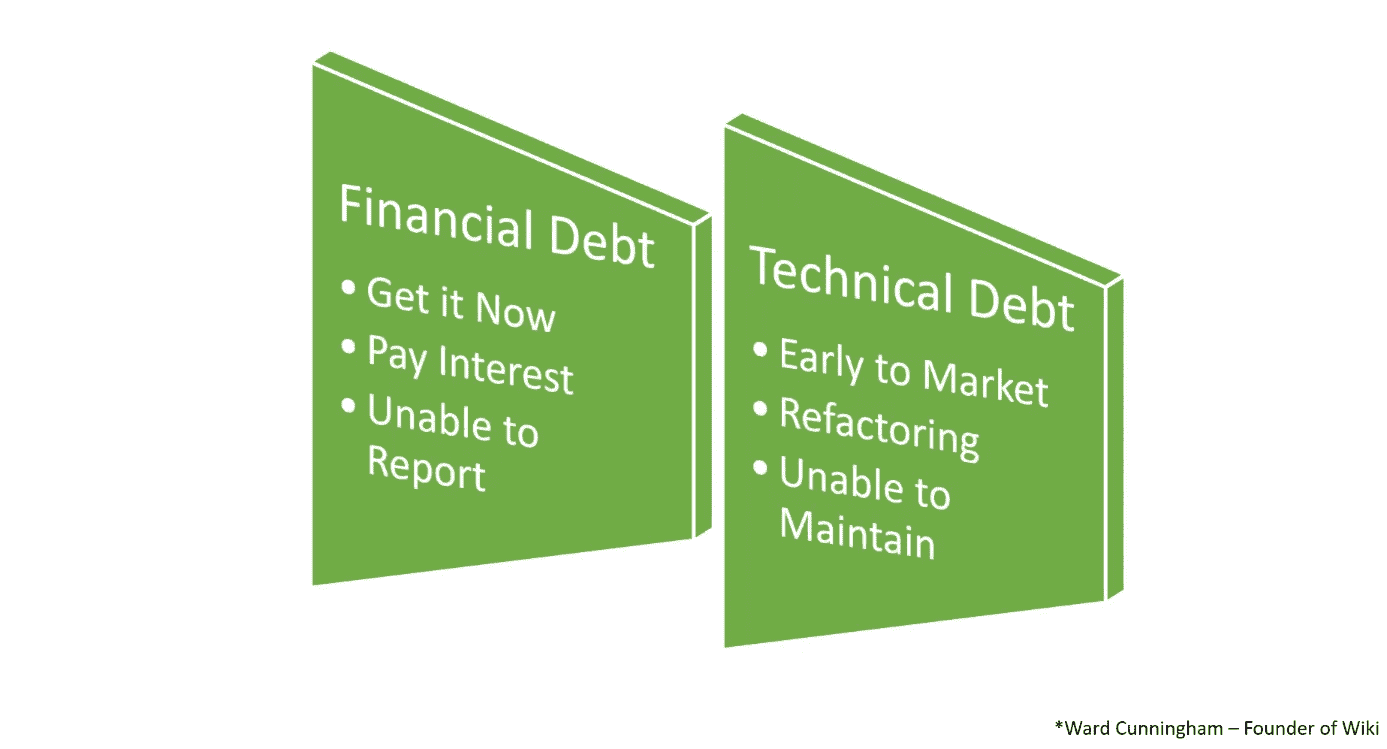 Financial Debt
• Get it Now
• Pay Interest
• Unable to
Report
Technical Debt
• Early to Market
• Refactoring
• Unable to
Maintain
*Ward Cunningham – Founder of Wiki